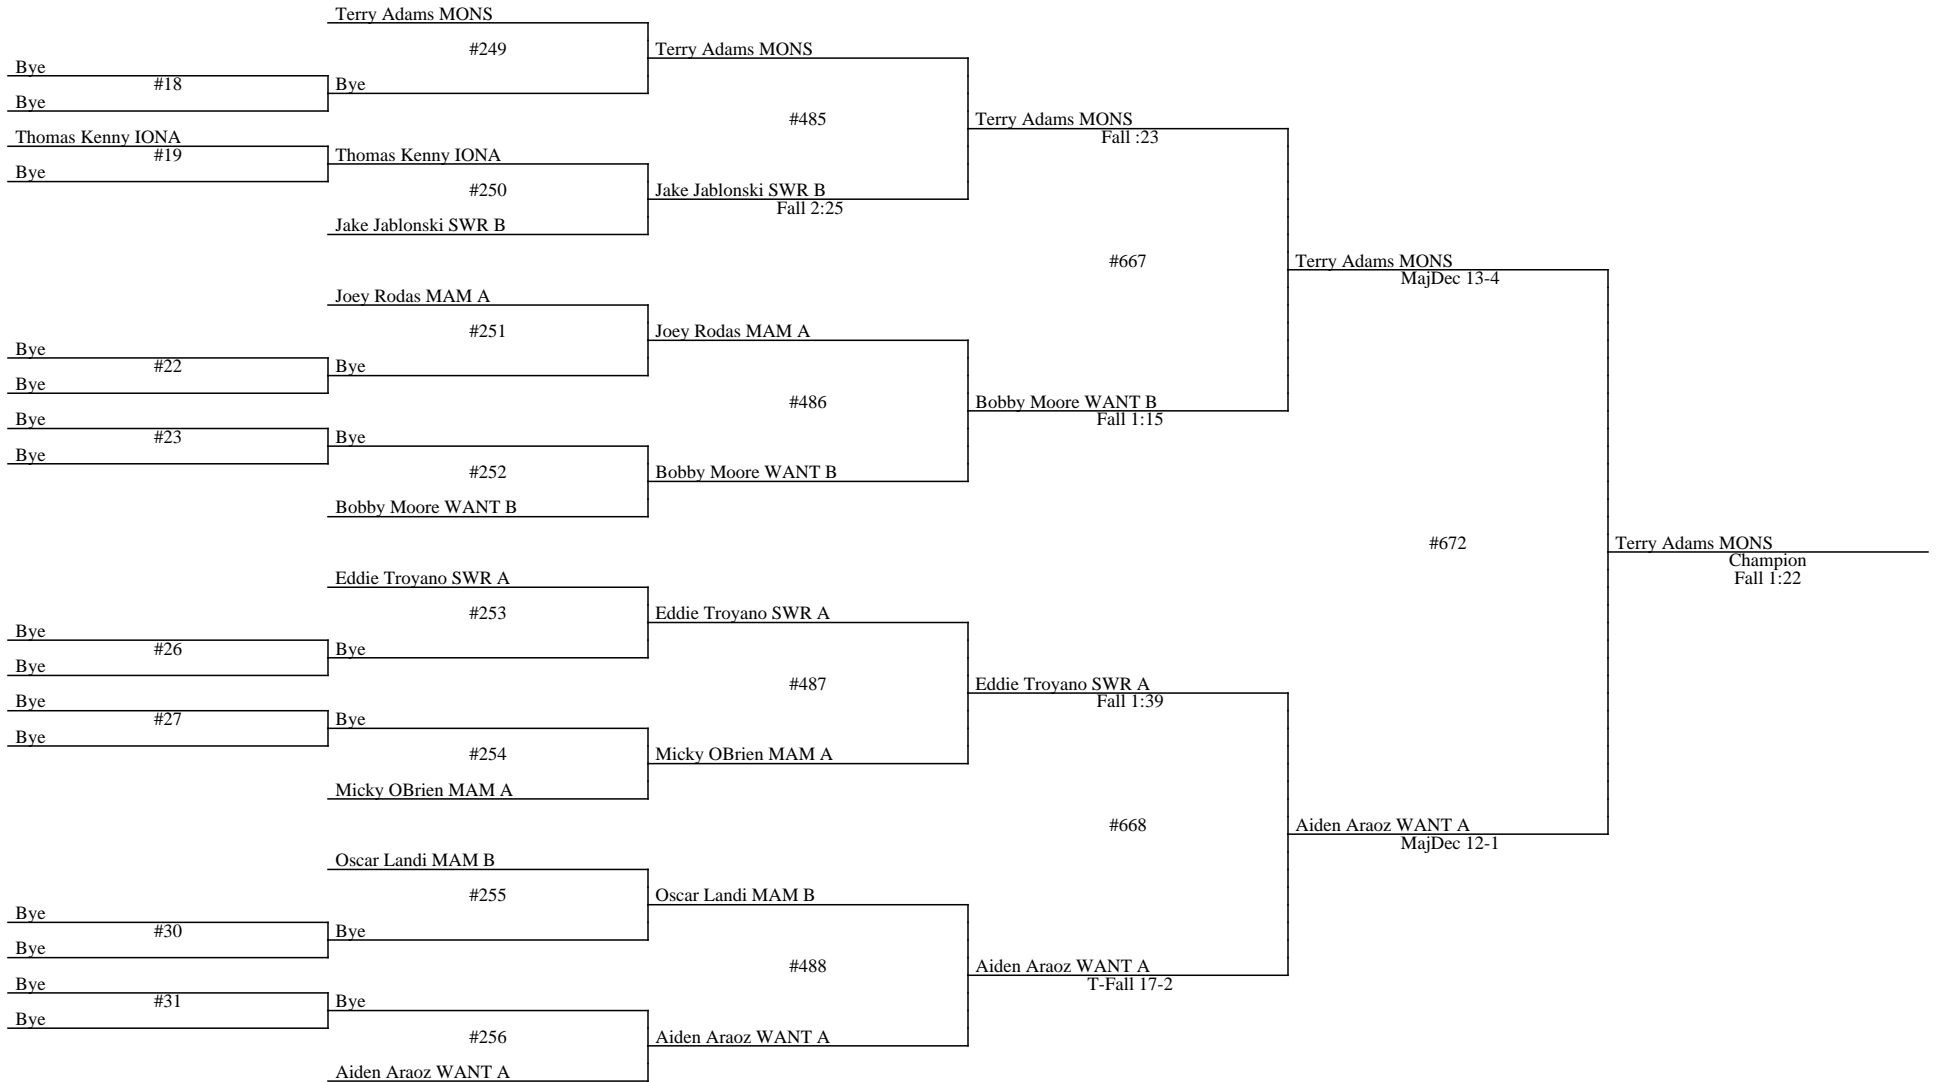 Terry Adams MONS
#249
Terry Adams MONS
Bye
#18
Bye
Bye
#485
Terry Adams MONS
Fall :23
Thomas Kenny IONA
#19
Thomas Kenny IONA
Bye
#250
Jake Jablonski SWR B
Fall 2:25
Jake Jablonski SWR B
#667
Terry Adams MONS
MajDec 13-4
Joey Rodas MAM A
#251
Joey Rodas MAM A
Bye
#22
Bye
Bye
#486
Bobby Moore WANT B
Fall 1:15
Bye
#23
Bye
Bye
#252
Bobby Moore WANT B
Bobby Moore WANT B
#672
Terry Adams MONS
Champion
Fall 1:22
Eddie Troyano SWR A
#253
Eddie Troyano SWR A
Bye
#26
Bye
Bye
#487
Eddie Troyano SWR A
Fall 1:39
Bye
#27
Bye
Bye
#254
Micky OBrien MAM A
Micky OBrien MAM A
#668
Aiden Araoz WANT A
MajDec 12-1
Oscar Landi MAM B
#255
Oscar Landi MAM B
Bye
#30
Bye
Bye
#488
Aiden Araoz WANT A
T-Fall 17-2
Bye
#31
Bye
Bye
#256
Aiden Araoz WANT A
Aiden Araoz WANT A